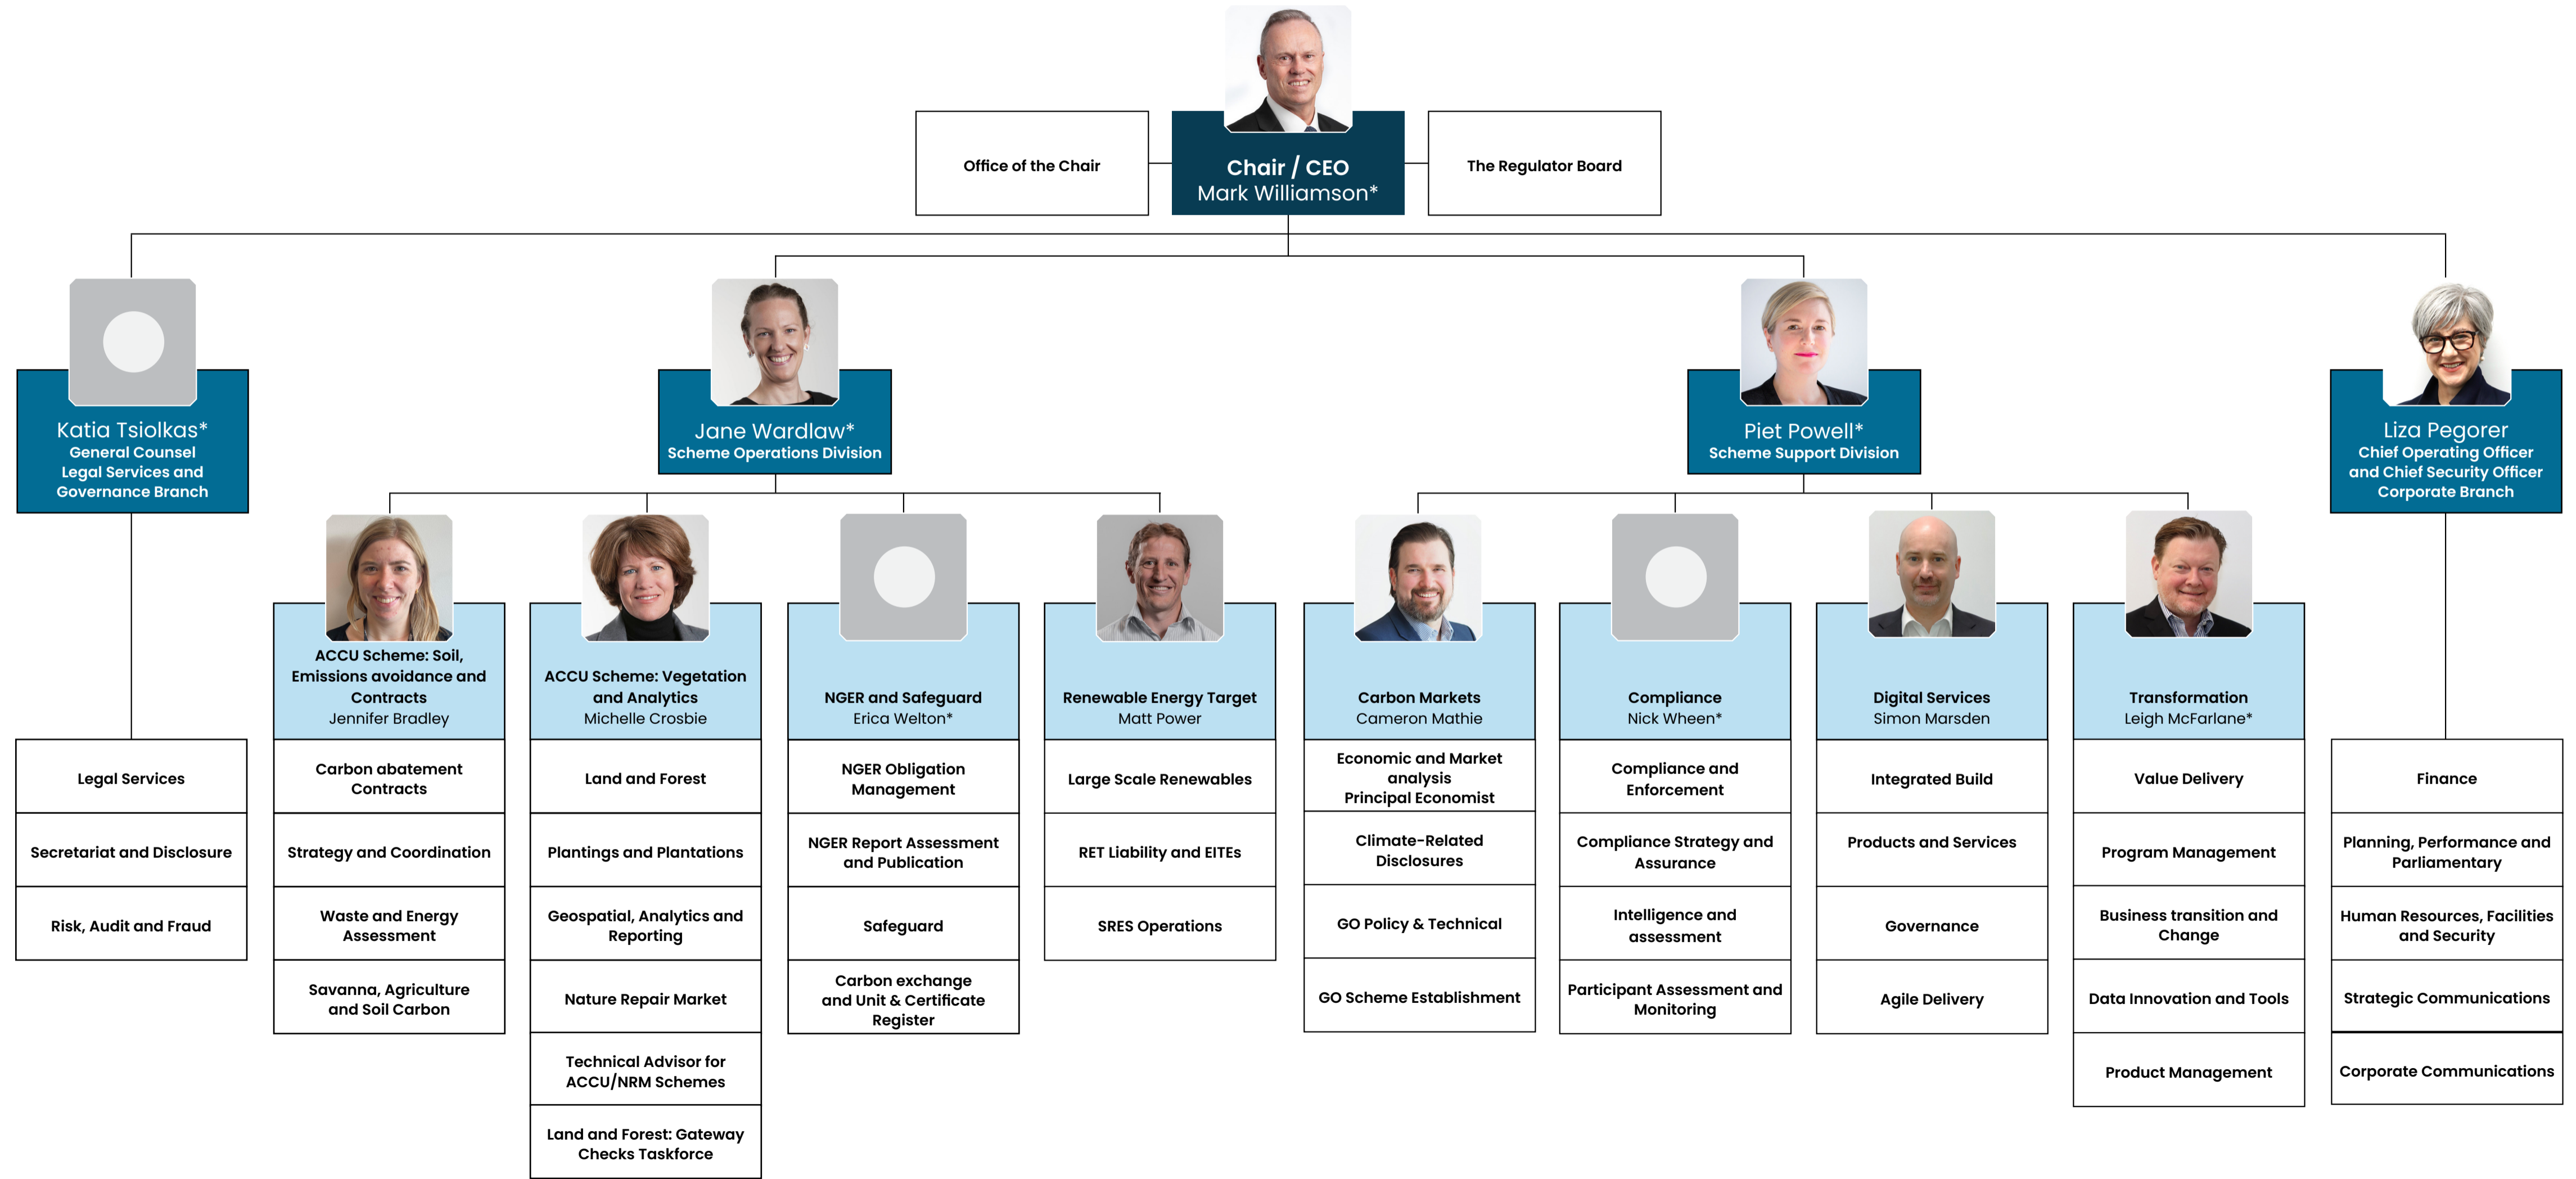 Office of the Chair
Chair / CEO
Mark Williamson*
The Regulator Board
Katia Tsiolkas*
General Counsel
Legal Services and
Governance Branch
Jane Wardlaw*
Scheme Operations Division
Piet Powell*
Scheme Support Division
Liza Pegorer
Chief Operating Officer
and Chief Security Officer
Corporate Branch
Legal Services
Secretariat and Disclosure
Risk, Audit and Fraud
ACCU Scheme: Soil,
Emissions avoidance and
Contracts
Jennifer Bradley
Carbon abatement
Contracts
Strategy and Coordination
Waste and Energy
Assessment
Savanna, Agriculture
and Soil Carbon
ACCU Scheme: Vegetation
and Analytics
Michelle Crosbie
Land and Forest
Plantings and Plantations
Geospatial, Analytics and
Reporting
Nature Repair Market
Technical Advisor for
ACCU/NRM Schemes
Land and Forest: Gateway
Checks Taskforce
NGER and Safeguard
Erica Welton*
NGER Obligation
Management
NGER Report Assessment
and Publication
Safeguard
Carbon exchange
and Unit & Certificate
Register
Renewable Energy Target
Matt Power
Large Scale Renewables
RET Liability and EITEs
SRES Operations
Carbon Markets
Cameron Mathie
Economic and Market
analysis
Principal Economist
Climate-Related
Disclosures
GO Policy & Technical
GO Scheme Establishment
Compliance
Nick Wheen*
Compliance and
Enforcement
Compliance Strategy and
Assurance
Intelligence and
assessment
Participant Assessment and
Monitoring
Digital Services
Simon Marsden
Integrated Build
Products and Services
Governance
Agile Delivery
Transformation
Leigh McFarlane*
Value Delivery
Program Management
Business transition and
Change
Data Innovation and Tools
Product Management
Finance
Planning, Performance and
Parliamentary
Human Resources, Facilities
and Security
Strategic Communications
Corporate Communications